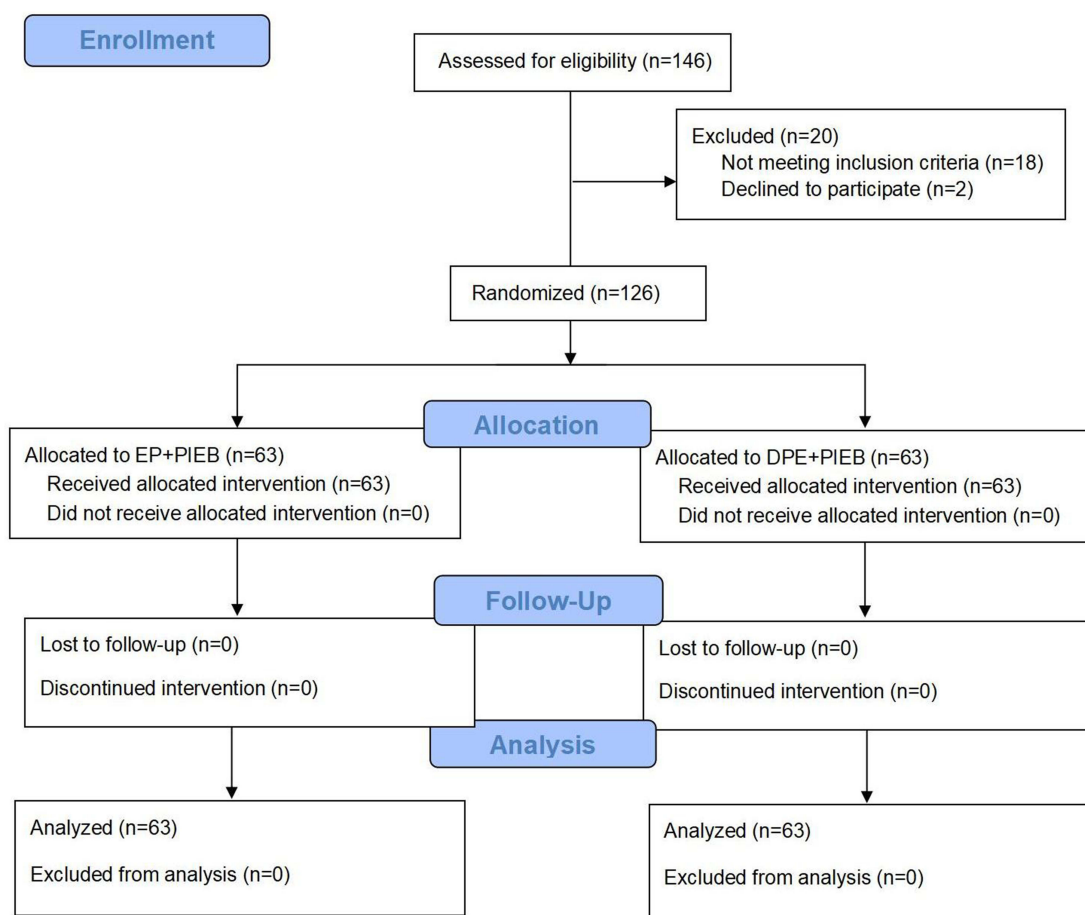 Enrollment
Assessed for eligibility (n=146)
Excluded (n=20)
Not meeting inclusion criteria (n=18)
Declined to participate (n=2)
Randomized (n=126)
Allocation
Allocated to EP+PIEB (n=63)
Received allocated intervention (n=63)
Did not receive allocated intervention (n=0)
Allocated to DPE+PIEB (n=63)
Received allocated intervention (n=63)
Did not receive allocated intervention (n=0)
Follow-Up
Lost to follow-up (n=0)
Discontinued intervention (n=0)
Lost to follow-up (n=0)
Discontinued intervention (n=0)
Analysis
Analyzed (n=63)
Excluded from analysis (n=0)
Analyzed (n=63)
Excluded from analysis (n=0)